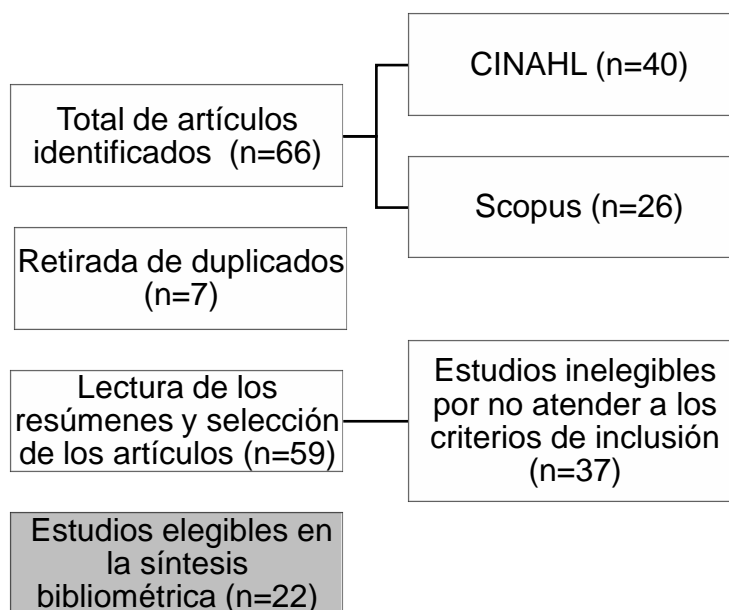 Total de artículos
identificados (n=66)
CINAHL (n=40)
Scopus (n=26)
Retirada de duplicados
(n=7)
Lectura de los
resúmenes y selección
de los artículos (n=59)
Estudios inelegibles
por no atender a los
criterios de inclusión
(n=37)
Estudios elegibles en
la síntesis
bibliométrica (n=22)